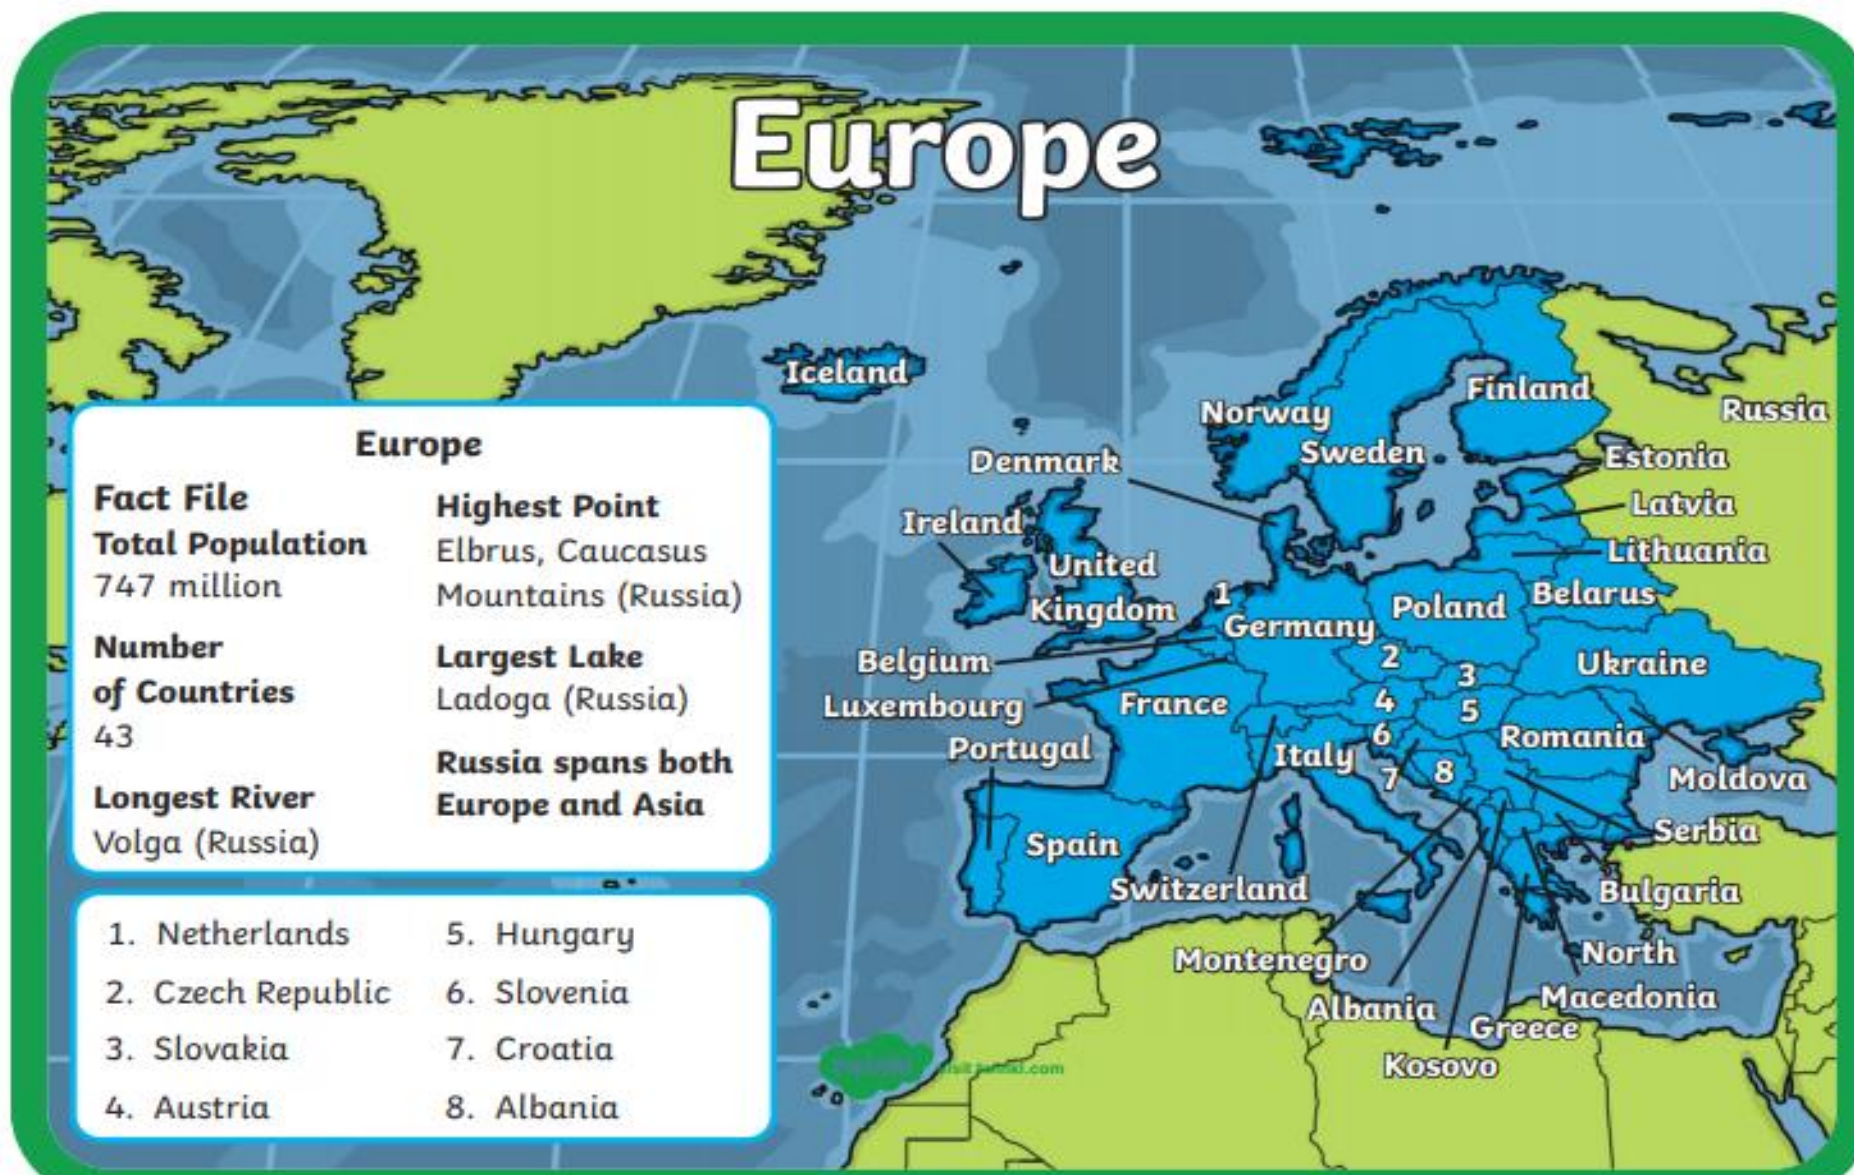 Europe
Iceland
Norway
Finland
Russia
Sweden
Denmark
Estonia
Latvia
Ireland
Lithuania
United
Kingdom
1
Germany
Poland
Belarus
Belgium
2
3
Ukraine
Luxembourg
France
4
5
Portugal
6
Italy
Romania
7
8
Moldova
Spain
Serbia
Switzerland
Bulgaria
Montenegro
North
Macedonia
Albania
Greece
Kosovo
Europe
Fact File
Total Population
747 million
Number
of Countries
43
Longest River
Volga (Russia)
Highest Point
Elbrus, Caucasus
Mountains (Russia)
Largest Lake
Ladoga (Russia)
Russia spans both
Europe and Asia
1. Netherlands
2. Czech Republic
3. Slovakia
4. Austria
5. Hungary
6. Slovenia
7. Croatia
8. Albania